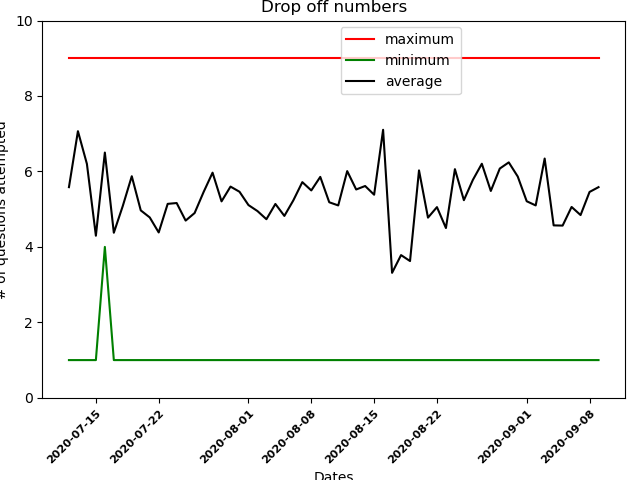 Drop off numbers
maximum
minimum
average
# of questions attempted
10
8
6
4
2
0
2020-07-15
2020-07-22
2020-08-01
2020-08-08
2020-08-15
2020-08-22
2020-09-01
2020-09-08
Dates